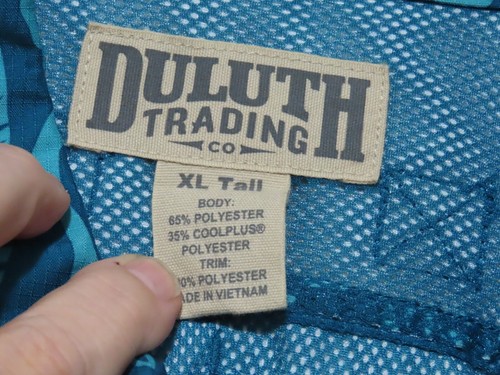 DULUTH
TRADING
CO
XL Tall
BODY:
65% POLYESTER
35% COOLPLUS®
POLYESTER
TRIM:
POLYESTER
IN VIETNAM